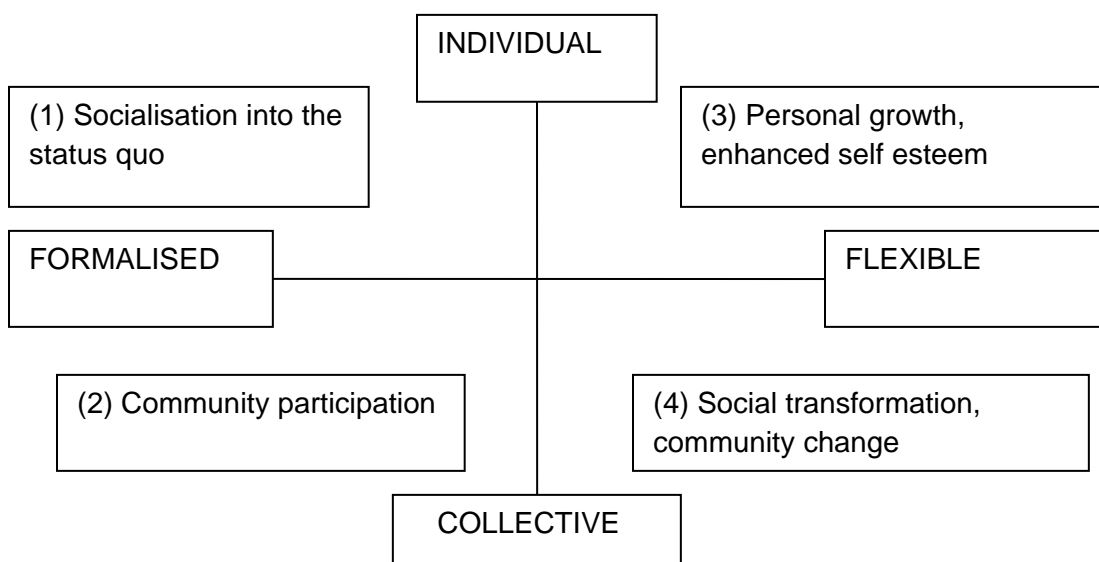 INDIVIDUAL
(1) Socialisation into the
status quo
(3) Personal growth,
enhanced self esteem
FORMALISED
FLEXIBLE
(2) Community participation
(4) Social transformation,
community change
COLLECTIVE